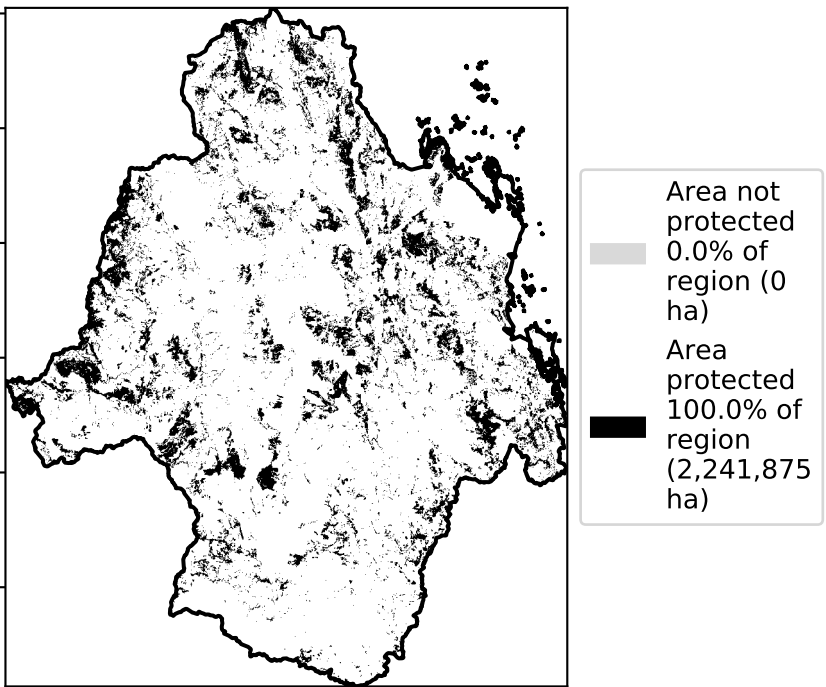 Area not
protected
0.0% of
region (0
ha)
Area
protected
100.0% of
region
(2,241,875
ha)